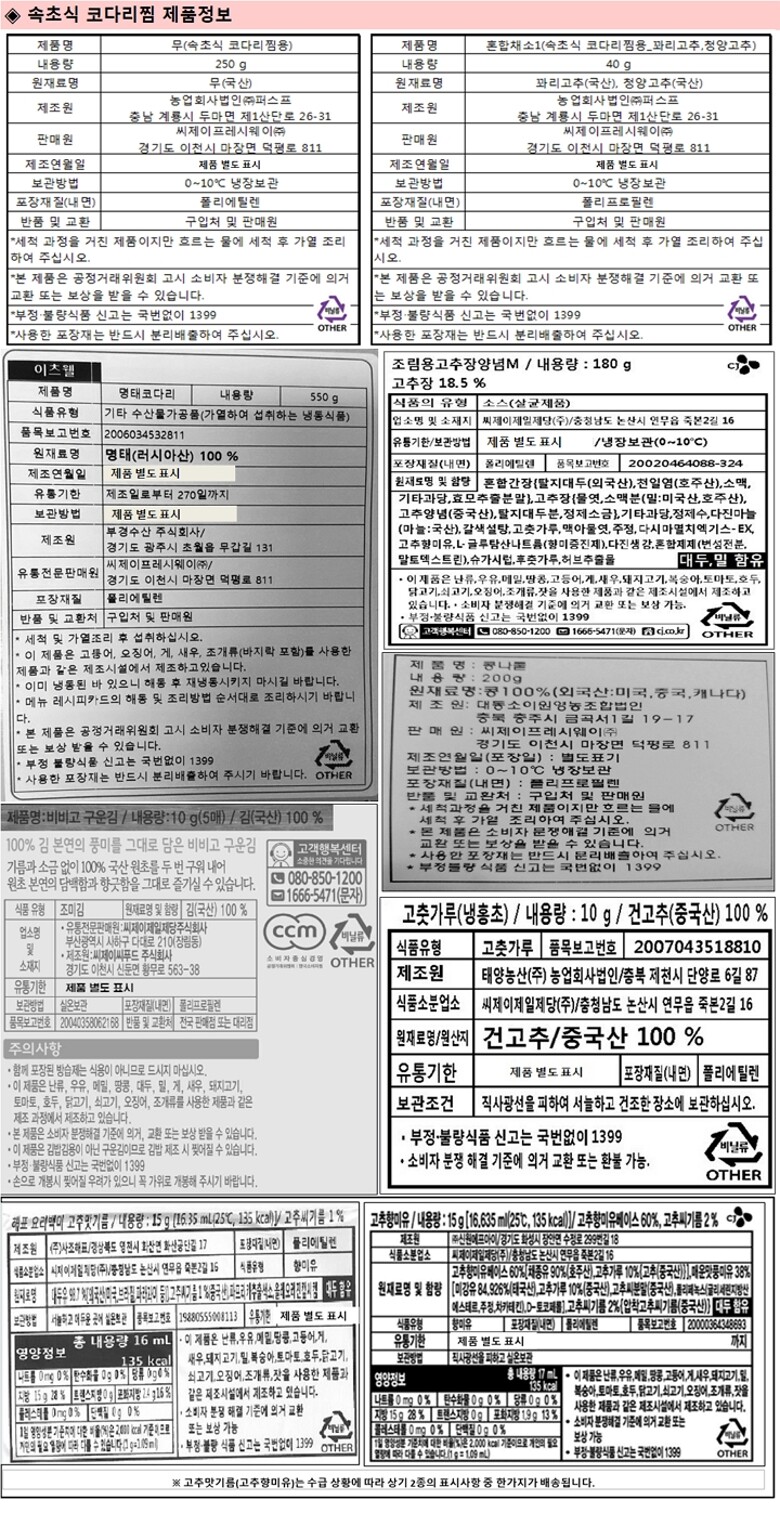 ◈ 속초식 코다리찜 제품정보
제품명 무(속초식 코다리찜용)
내용량 250 g
원재료명 무(국산)
제조원 농업회사법인㈜퍼스프
충남 계룡시 두마면 제1산단로 26-31
판매원 씨제이프레시웨이㈜
경기도 이천시 마장면 덕평로 811
제조연월일 제품 별도 표시
보관방법 0~10℃ 냉장보관
포장재질(내면) 폴리에틸렌
반품 및 교환 구입처 및 판매원
*세척 과정을 거친 제품이지만 흐르는 물에 세척 후 가열 조리
하여 주십시오.
*본 제품은 공정거래위원회 고시 소비자 분쟁해결 기준에 의거
교환 또는 보상을 받을 수 있습니다.
*부정·불량식품 신고는 국번없이 1399
*사용한 포장재는 반드시 분리배출하여 주십시오.
비닐류
OTHER
제품명 혼합채소1(속초식 코다리찜용_꽈리고추,청양고추)
내용량 40 g
원재료명 꽈리고추(국산), 청양고추(국산)
제조원 농업회사법인㈜퍼스프
충남 계룡시 두마면 제1산단로 26-31
판매원 씨제이프레시웨이㈜
경기도 이천시 마장면 덕평로 811
제조연월일 제품 별도 표시
보관방법 0~10℃ 냉장보관
포장재질(내면) 폴리프로필렌
반품 및 교환 구입처 및 판매원
*세척 과정을 거친 제품이지만 흐르는 물에 세척 후 가열 조리하여 주십
시오.
*본 제품은 공정거래위원회 고시 소비자 분쟁해결 기준에 의거 교환 또
는 보상을 받을 수 있습니다.
*부정·불량식품 신고는 국번없이 1399
*사용한 포장재는 반드시 분리배출하여 주십시오.
비닐류
OTHER
이츠웰
제품명 명태코다리 내용량 550 g
식품유형 기타 수산물가공품(가열하여 섭취하는 냉동식품)
품목보고번호 2006034532811
원재료명 명태(러시아산) 100 %
제조연월일 제품 별도 표시
유통기한 제조일로부터 270일까지
보관방법 제품 별도 표시
제조원 부경수산 주식회사/
경기도 광주시 초월읍 무갑길 131
유통전문판매원 씨제이프레시웨이㈜/
경기도 이천시 마장면 덕평로 811
포장재질 폴리에틸렌
반품 및 교환처 구입처 및 판매원
* 세척 및 가열조리 후 섭취하십시오.
* 이 제품은 고등어, 오징어, 게, 새우, 조개류(바지락 포함)를 사용한
제품과 같은 제조시설에서 제조하고있습니다.
* 이미 냉동된 바 있으니 해동 후 재냉동시키지 마시길 바랍니다.
* 메뉴 레시피카드의 해동 및 조리방법 순서대로 조리하시기 바랍니
다.
* 본 제품은 공정거래위원회 고시 소비자 분쟁해결 기준에 의거 교환
또는 보상을 받을 수 있습니다.
* 부정 불량식품 신고는 국번없이 1399
* 사용한 포장재는 반드시 분리배출하여 주시기 바랍니다.
비닐류
OTHER
조림용고추장양념M / 내용량 : 180 g
고추장 18.5 %
CJ
식품의 유형 소스(살균제품)
업소명 및 소재지 씨제이제일제당(주)/충청남도 논산시 연무읍 죽본2길 16
유통기한/보관방법 제품 별도 표시 /냉장보관(0~10℃)
포장재질(내면) 폴리에틸렌 품목보고번호 20020464088-324
원재료명 및 함량 혼합간장{탈지대두(외국산),천일염(호주산),소맥,
기타과당,효모추출분말},고추장{물엿,소맥분(밀:미국산,호주산),
고추양념(중국산),탈지대두분,정제소금},기타과당,정제수,다진마늘
(마늘:국산),갈색설탕,고춧가루,맥아물엿,주정,다시마멸치엑기스-EX,
고추향미유,L-글루탐산나트륨(향미증진제),다진생강,혼합제제(변성전분,
말토덱스트린),슈가시럽,후춧가루,허브추출물 대두,밀 함유
· 이 제품은 난류,우유,메밀,땅콩,고등어,게,새우,돼지고기,복숭아,토마토,호두,
닭고기,쇠고기,오징어,조개류,잣을 사용한 제품과 같은 제조시설에서 제조하고
있습니다. · 소비자 분쟁해결 기준에 의거 교환 또는 보상 가능.
· 부정·불량식품 신고는 국번없이 1399
고객행복센터 080-850-1200 1666-5471(문자) cj.co.kr
비닐류
OTHER
제 품 명 : 콩나물
내 용 량 : 200g
원재료명:콩100%(외국산:미국,중국,캐나다)
제 조 원: 대동소이원영농조합법인
충북 충주시 금곡서1길 19-17
판 매 원 : 씨제이프레시웨이㈜
경기도 이천시 마장면 덕평로 811
제조연월일(포장일) : 별도표기
보관방법 : 0~10℃ 냉장보관
포장재질(내면) : 폴리프로필렌
반품 및 교환처 : 구입처 및 판매원
* 세척과정을 거친 제품이지만 흐르는 물에
세척 후 가열 조리하여 주십시오.
* 본 제품은 소비자 분쟁해결 기준에 의거
교환 또는 보상을 받을 수 있습니다.
* 사용한 포장재는 반드시 분리배출하여 주십시오.
* 부정불량식품 신고는 국번없이 1399
비닐류
OTHER
제품명:비비고 구운김 / 내용량:10 g(5매) / 김(국산) 100 %
100% 김 본연의 풍미를 그대로 담은 비비고 구운김
기름과 소금 없이 100% 국산 원초를 두 번 구워 내어
원초 본연의 담백함과 향긋함을 그대로 즐기실 수 있습니다.
고객행복센터
소중한 의견을 기다립니다
080-850-1200
1666-5471(문자)
ccm
소비자중심경영
비닐류
OTHER
식품 유형 조미김 원재료명 및 함량 김(국산) 100 %
업소명 및 소재지
· 유통전문판매원:씨제이제일제당주식회사
부산광역시 사하구 다대로 210(장림동)
· 제조원:씨제이씨푸드 주식회사
경기도 이천시 신둔면 황무로 563-38
유통기한 제품 별도 표시
보관방법 실온보관 포장재질(내면) 폴리프로필렌
품목보고번호 20040358062168 반품 및 교환처 전국 판매점 또는 대리점
주의사항
· 함께 포장된 방습제는 식용이 아니므로 드시지 마십시오.
· 이 제품은 난류, 우유, 메밀, 땅콩, 대두, 밀, 게, 새우, 돼지고기,
토마토, 호두, 닭고기, 쇠고기, 오징어, 조개류를 사용한 제품과 같은
제조 과정에서 제조하고 있습니다.
· 본 제품은 소비자 분쟁해결 기준에 의거, 교환 또는 보상 받을 수 있습니다.
· 이 제품은 김밥김용이 아닌 구운김이므로 김밥 제조 시 찢어질 수 있습니다.
· 부정·불량식품 신고는 국번없이 1399
· 손으로 개봉시 찢어질 우려가 있으니 꼭 가위로 개봉해 주시기 바랍니다.
고춧가루(냉홍초) / 내용량 : 10 g / 건고추(중국산) 100 %
식품유형 고춧가루 품목보고번호 2007043518810
제조원 태양농산(주) 농업회사법인/충북 제천시 단양로 6길 87
식품소분업소 씨제이제일제당(주)/충청남도 논산시 연무읍 죽본2길 16
원재료명/원산지 건고추/중국산 100 %
유통기한 제품 별도 표시 포장재질(내면) 폴리에틸렌
보관조건 직사광선을 피하여 서늘하고 건조한 장소에 보관하십시오.
· 부정·불량식품 신고는 국번없이 1399
· 소비자 분쟁 해결 기준에 의거 교환 또는 환불 가능.
비닐류
OTHER
쉐프 요리백미 고추맛기름 / 내용량 : 15 g [16.35 ml(25℃, 135 kcal)]/ 고추씨기름 1 %
제조원 (주)사조해표/경상북도 영천시 화산면 화산공단길 17 포장재질(내면) 폴리에틸렌
식품소분업소 씨제이제일제당(주)/충청남도 논산시 연무읍 죽본2길 16 식품유형 향미유
대두 함유
보관방법 서늘하고 어두운 곳에 실온보관 품목보고번호 19880555008113 유통기한 제품 별도 표시
영양정보 총 내용량 16 ml
135 kcal
나트륨 0 mg 0 % 탄수화물 0 g 0 % 당류 0 g 0 %
지방 15 g 28 % 트랜스지방 0 g 포화지방 2.4 g 16 %
콜레스테롤 0 mg 0 % 단백질 0 g 0 %
1일 영양성분 기준치에 대한 비율(%)은 2,000 kcal 기준이므로
개인의 필요 열량에 따라 다를 수 있습니다.(1 g=1.09 ml)
· 이 제품은 난류,우유,메밀,땅콩,고등어,게,
새우,돼지고기,밀,복숭아,토마토,호두,닭고기,
쇠고기,오징어,조개류,잣을 사용한 제품과
같은 제조시설에서 제조하고 있습니다.
· 소비자 분쟁 해결 기준에 의거 교환
또는 보상 가능
· 부정·불량 식품 신고는 국번없이 1399
비닐류
OTHER
고추향미유 / 내용량 : 15 g [16,635 ml(25℃, 135 kcal)]/ 고추향미유베이스 60%, 고추씨기름 2 %
CJ
제조원 ㈜신원에프아이/경기도 화성시 장안면 수정로 299번길 18
식품소분업소 씨제이제일제당(주)/충청남도 논산시 연무읍 죽본2길 16
원재료명 및 함량 고추향미유베이스 60%[채종유 90%(호주산),고추가루 10%{고추(중국산)}],매운맛풍미유 38%
[미강유 84,926%(태국산),고추가루 10%(중국산),고추씨분말(중국산),폴리페녹스(글리세린지방산
에스테르,주정,차카테킨),D-토코페롤],고추씨기름 2%{압착고추씨기름(중국산)} 대두 함유
식품유형 향미유 포장재질(내면) 폴리에틸렌 품목보고번호 20000364348693
유통기한 제품 별도 표시 까지
보관방법 직사광선을 피하고 실온보관
영양정보 총 내용량 17 ml
135 kcal
나트륨 0 mg 0 % 탄수화물 0 g 0 % 당류 0 g 0 %
지방 15 g 28 % 트랜스지방 0 g 포화지방 1.9 g 13 %
콜레스테롤 0 mg 0 % 단백질 0 g 0 %
1일 영양성분 기준치에 대한 비율(%)은 2,000 kcal 기준이므로 개인의 필요
열량에 따라 다를 수 있습니다.(1 g = 1.09 mL)
• 이 제품은 난류,우유,메밀,땅콩,고등어,게,새우,돼지고기,밀,
복숭아,토마토,호두,닭고기,쇠고기,오징어,조개류,잣을
사용한 제품과 같은 제조시설에서 제조하고 있습니다.
• 소비자 분쟁해결 기준에 의거 교환 또는
보상 가능
• 부정·불량식품 신고는 국번없이 1399
비닐류
OTHER
※ 고추맛기름(고추향미유)는 수급 상황에 따라 상기 2종의 표시사항 중 한가지가 배송됩니다.